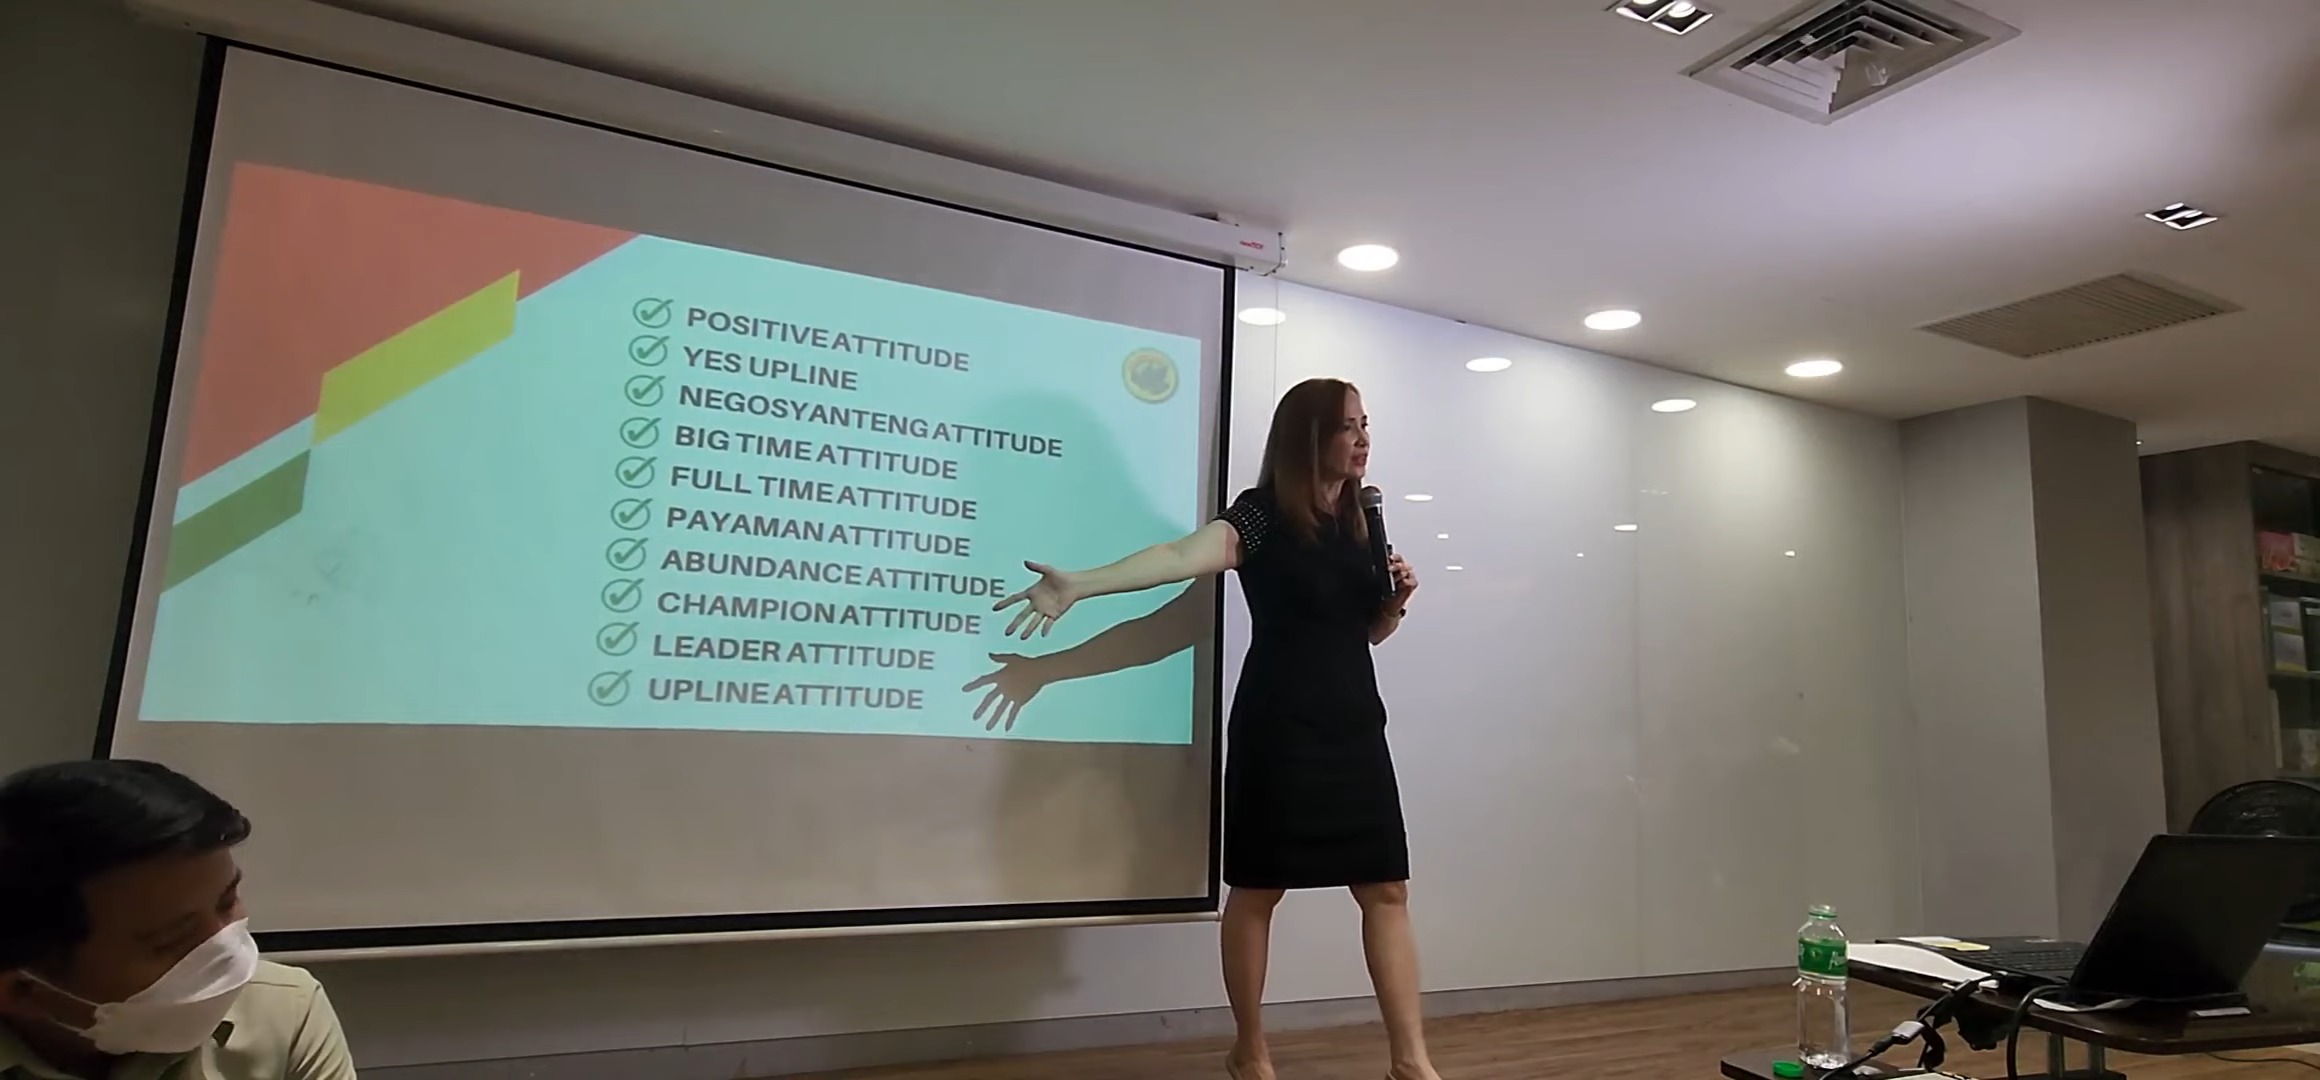 POSITIVE ATTITUDE
YES UPLINE
NEGOSYANTENG ATTITUDE
BIG TIME ATTITUDE
FULL TIME ATTITUDE
PAYAMAN ATTITUDE
ABUNDANCE ATTITUDE
CHAMPION ATTITUDE
LEADER ATTITUDE
UPLINE ATTITUDE